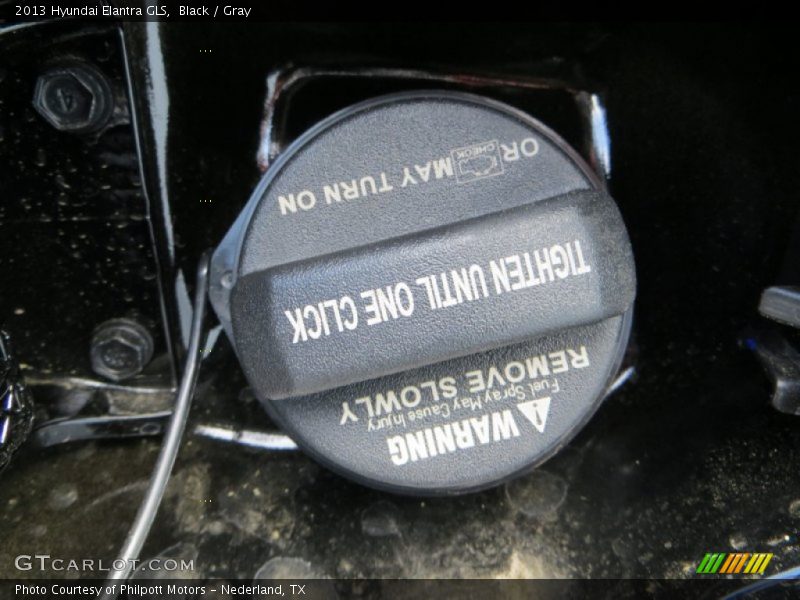 2013 Hyundai Elantra GLS,  Black / Gray
WARNING
Fuel Spray May Cause Injury
REMOVE SLOWLY
TIGHTEN UNTIL ONE CLICK
OR CHECK MAY TURN ON
GTCARLOT.COM
Photo Courtesy of Philpott Motors – Nederland, TX